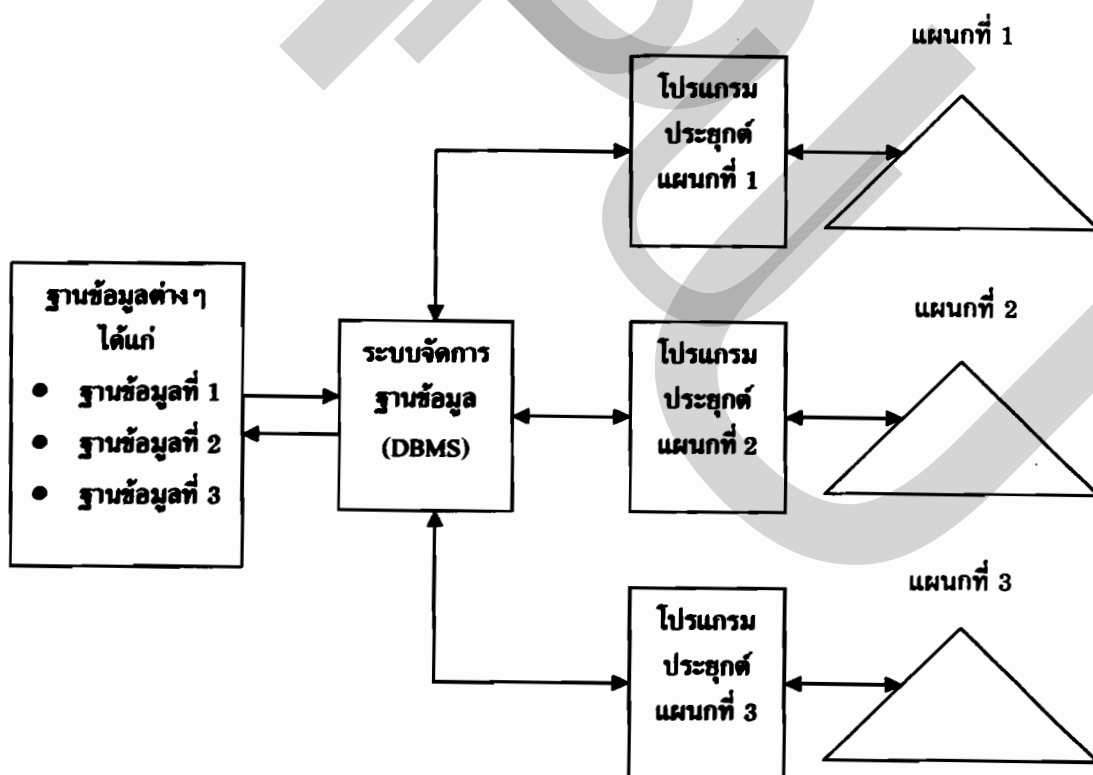 แผนกที่ 1
โปรแกรม
ประยุกต์
แผนกที่ 1
ฐานข้อมูลต่างๆ
ได้แก่
● ฐานข้อมูลที่ 1
● ฐานข้อมูลที่ 2
● ฐานข้อมูลที่ 3
ระบบจัดการ
ฐานข้อมูล
(DBMS)
แผนกที่ 2
โปรแกรม
ประยุกต์
แผนกที่ 2
แผนกที่ 3
โปรแกรม
ประยุกต์
แผนกที่ 3